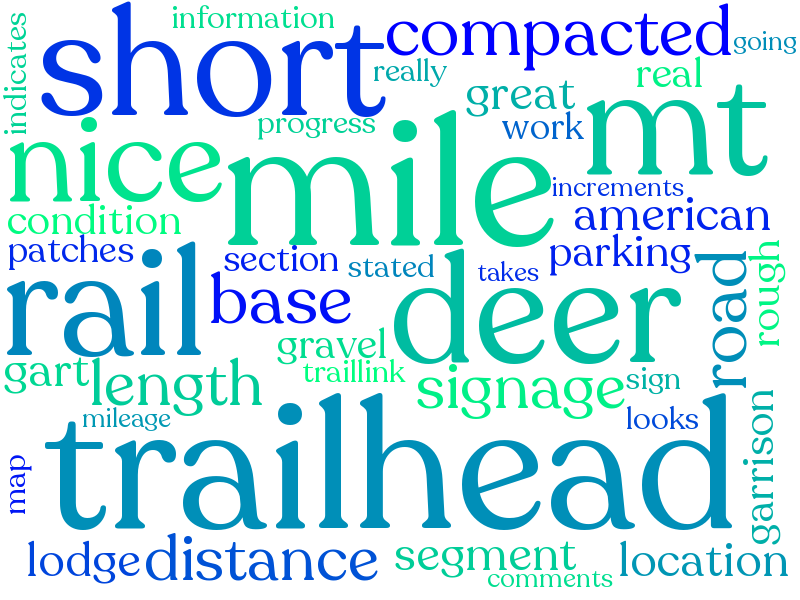 indicates
information
short
compacted
going
really
great
real
progress
work
mt
nice
mile
increments
condition
american
patches
section
stated
takes
parking
rail
base
deer
road
rough
gart
length
gravel
traillink
signage
sign
mileage
looks
trailhead
garrison
map
lodge
distance
segment
comments
location